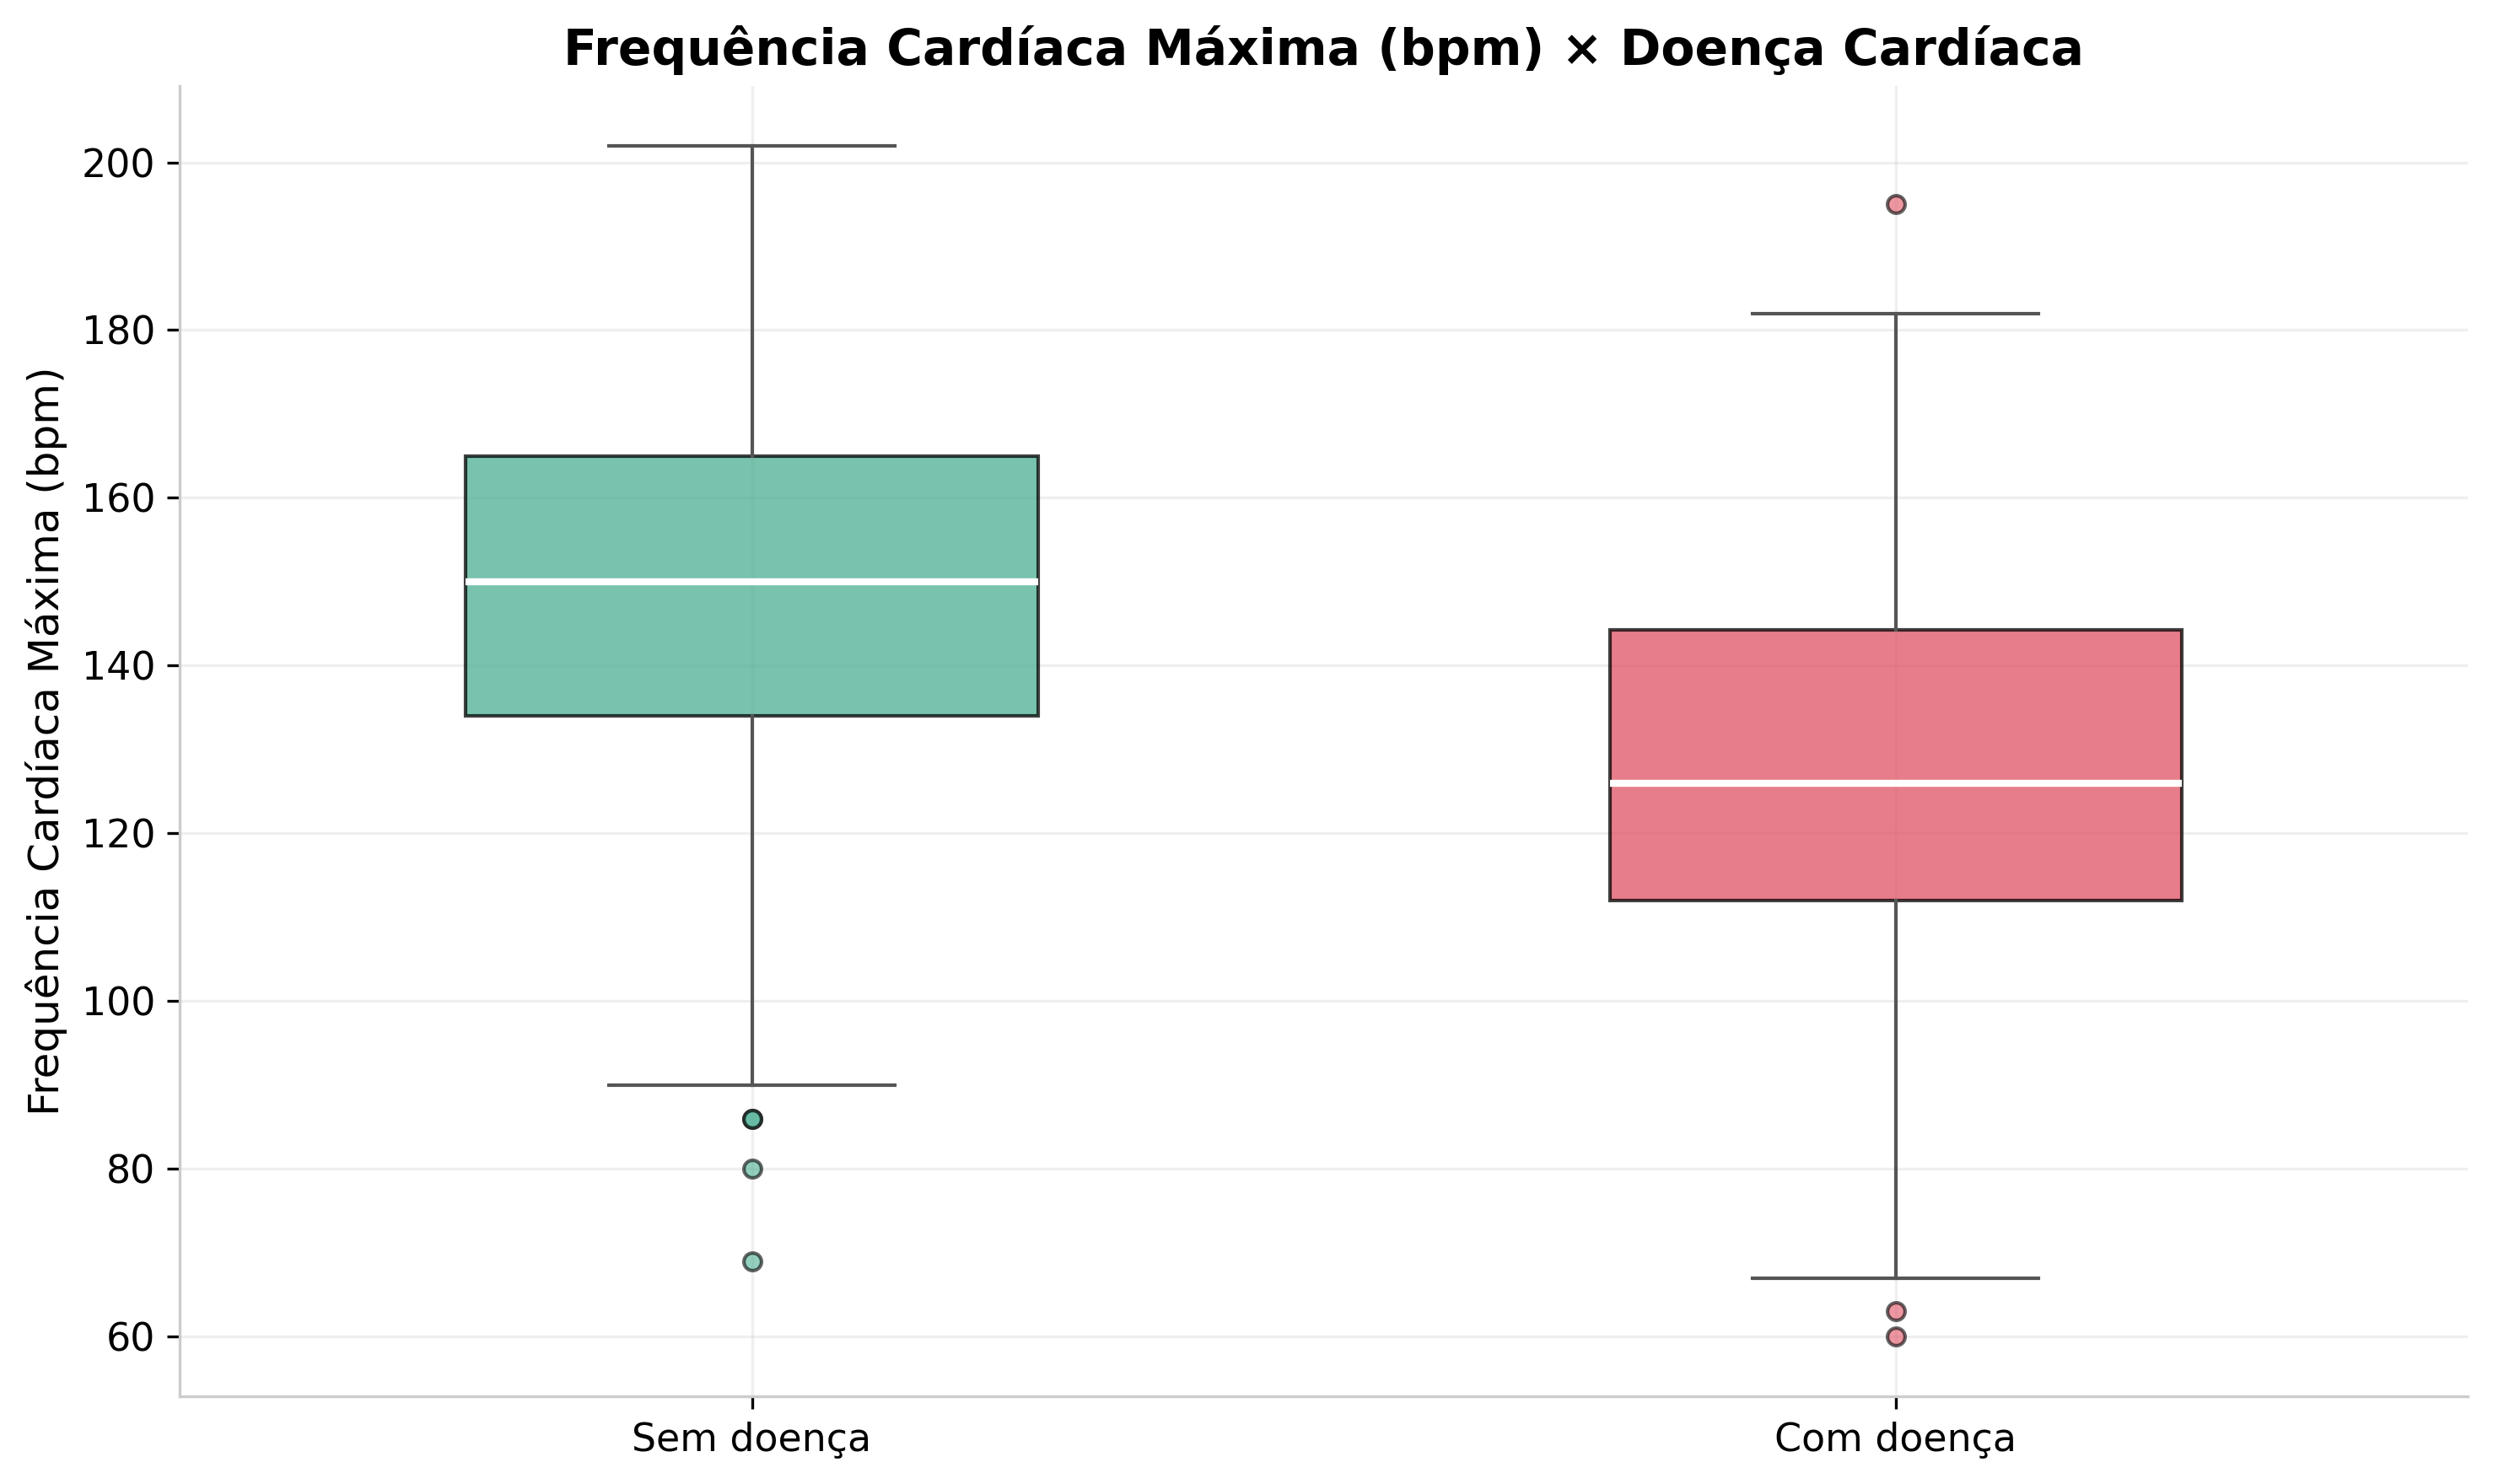 Frequência Cardíaca Máxima (bpm) × Doença Cardíaca
Frequência Cardíaca Máxima (bpm)
200
180
160
140
120
100
80
60
Sem doença
Com doença